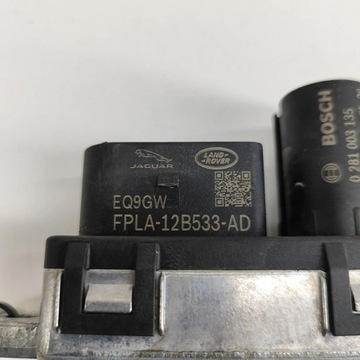 JAGUAR
LAND-
ROVER
EQ9GW
FPLA-12B533-AD
BOSCH
0 281 003 135